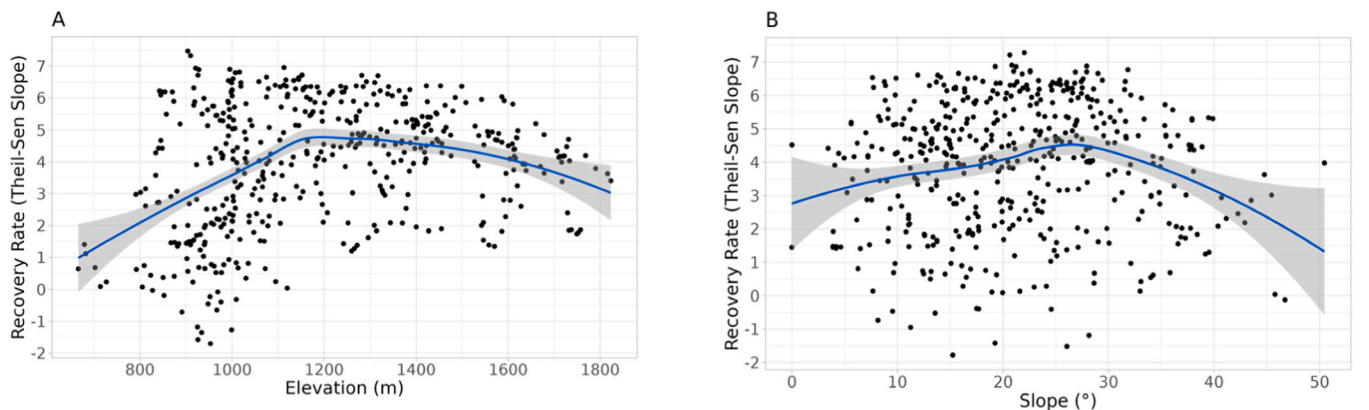 A
Recovery Rate (Theil-Sen Slope)
7
6
5
4
3
2
1
0
-1
-2
800 1000 1200 1400 1600 1800
Elevation (m)
B
Recovery Rate (Theil-Sen Slope)
7
6
5
4
3
2
1
0
-1
-2
0 10 20 30 40 50
Slope (°)